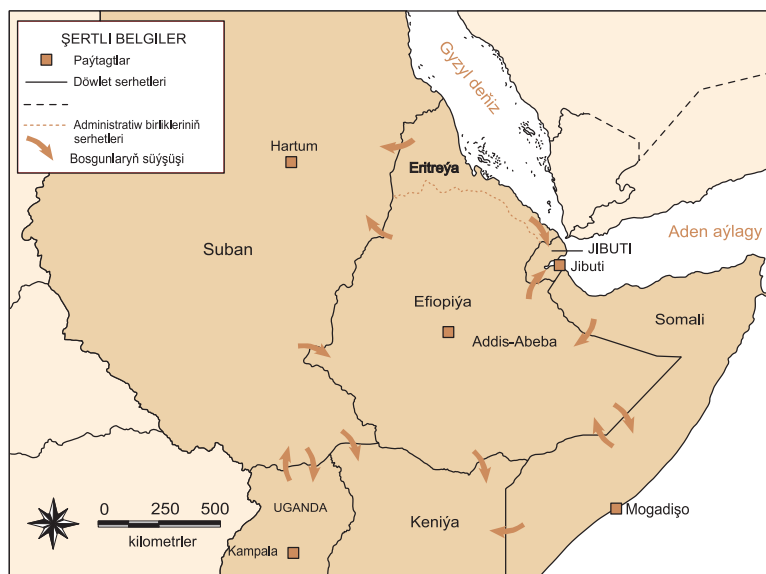 ŞERTLI BELGILER
Paýtagtlar
Döwlet serhetleri
Administratiw birlikleriniň
serhetleri
Bosgunlaryň süýşüşi
Gyzyl deňiz
Hartum
Eritreýa
Suban
Aden aýlagy
JIBUTI
Jibuti
Efiopiýa
Addis-Abeba
Somali
UGANDA
Keniýa
Kampala
Mogadişo
0 250 500
kilometrler